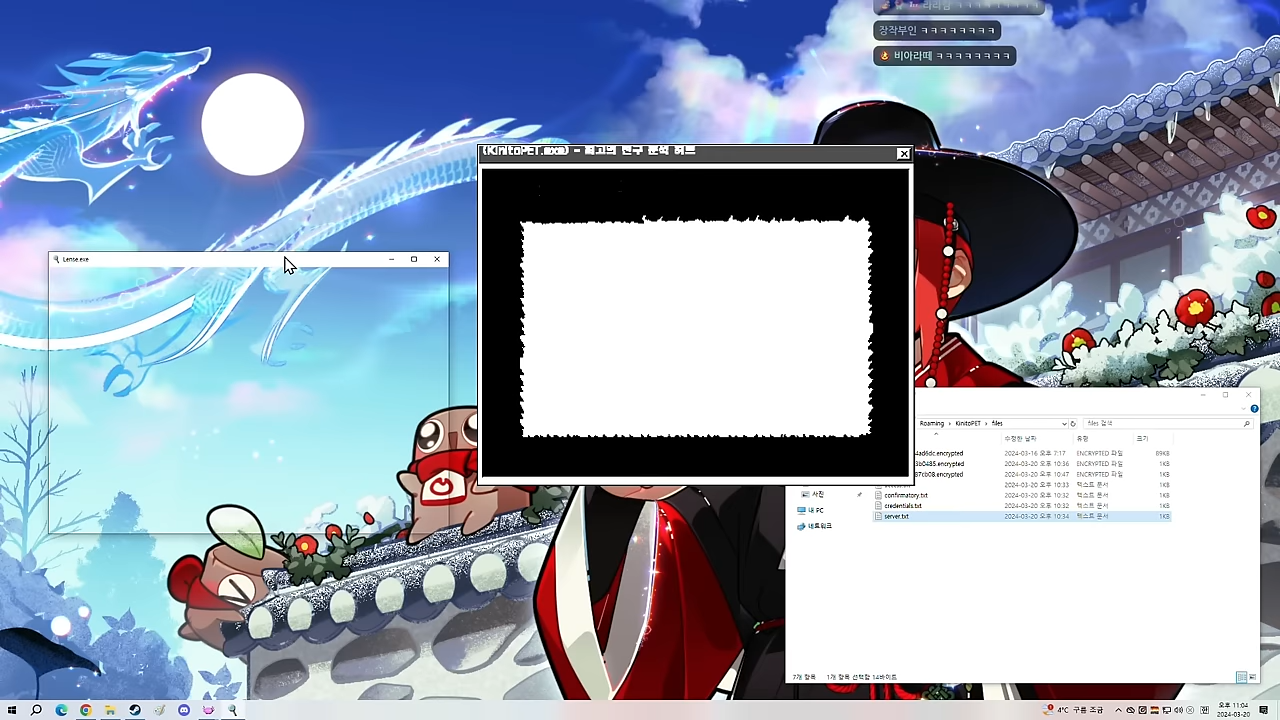 장작부인 ㅋㅋㅋㅋㅋㅋㅋㅋ
비아라떼 ㅋㅋㅋㅋㅋㅋㅋㅋ
(KinitoPET.exe) - 최고의 친구 분석 퀴즈
Lense.exe
Roaming › KinitoPET › files
files 검색
수정한 날짜 유형 크기
4ad6dc.encrypted 2024-03-16 오후 7:17 ENCRYPTED 파일 89KB
3b0485.encrypted 2024-03-20 오후 10:36 ENCRYPTED 파일 1KB
87cb08.encrypted 2024-03-20 오후 10:47 ENCRYPTED 파일 1KB
2024-03-20 오후 10:33 텍스트 문서 1KB
사진
confirmatory.txt 2024-03-20 오후 10:32 텍스트 문서 1KB
내 PC
credentials.txt 2024-03-20 오후 10:32 텍스트 문서 1KB
server.txt 2024-03-20 오후 10:34 텍스트 문서 1KB
네트워크
7개 항목 1개 항목 선택함 14바이트
4°C 구름 조금
오후 11:04
2024-03-20